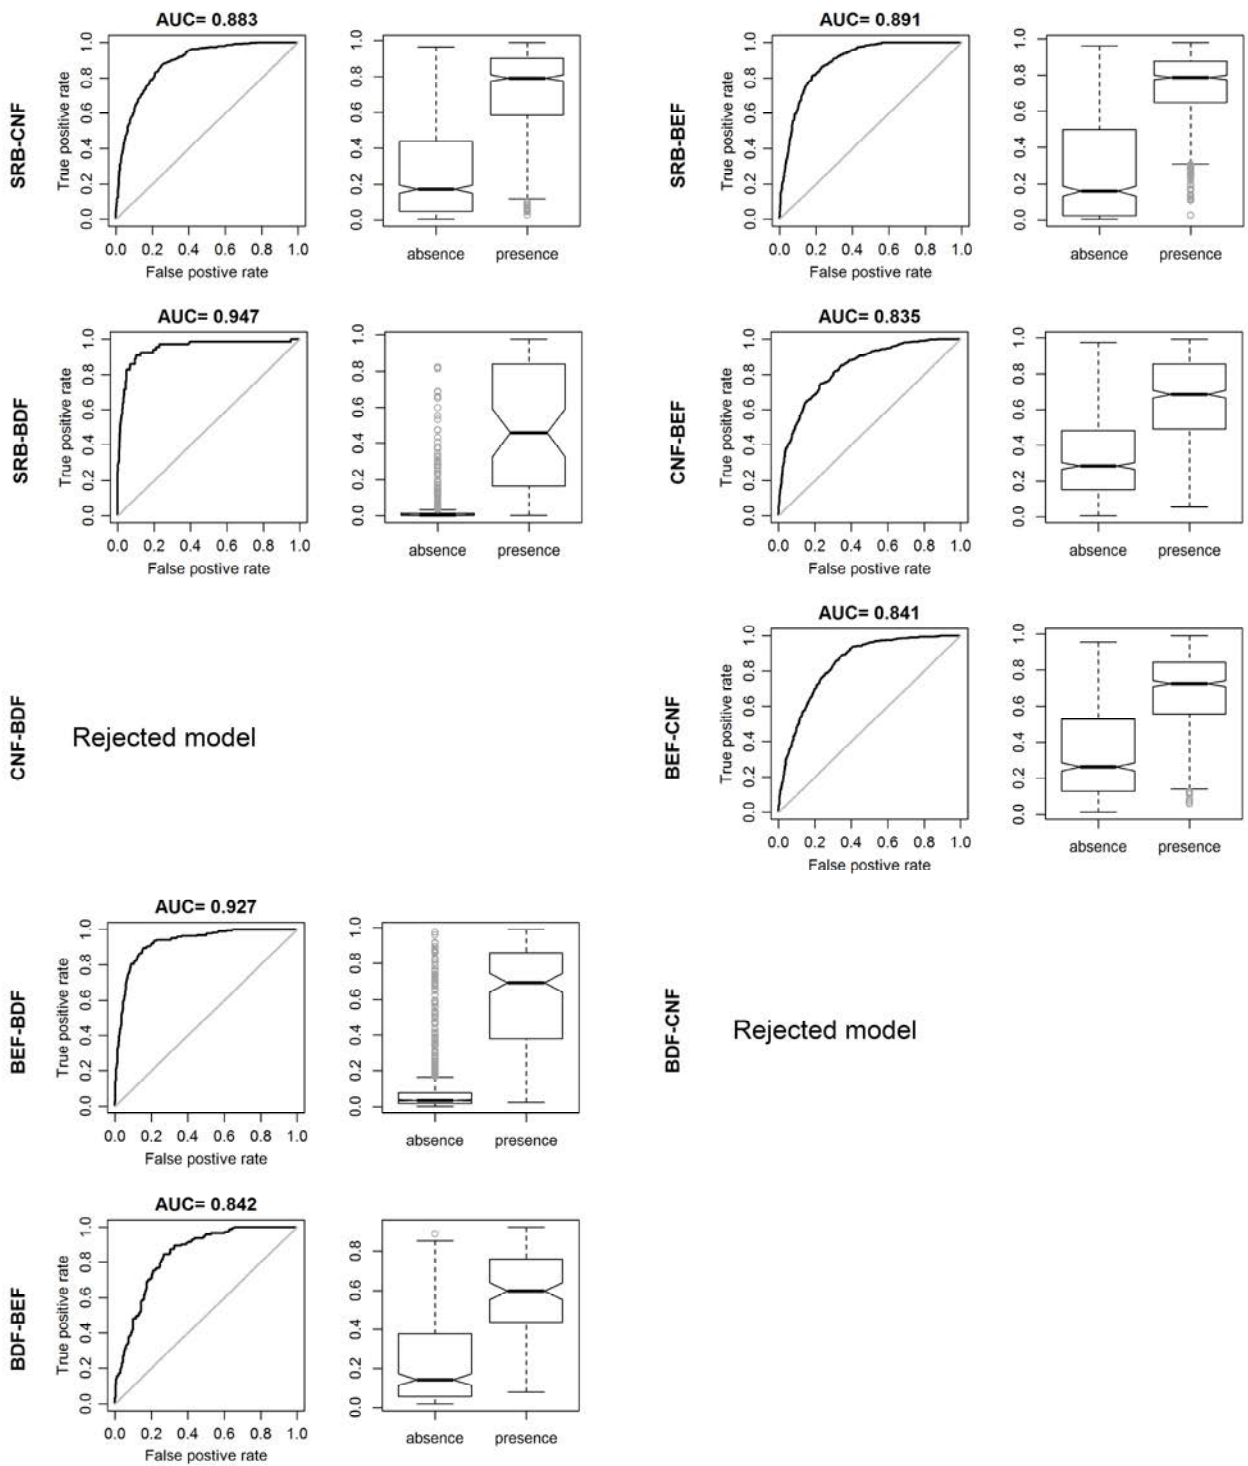 AUC= 0.883
SRB-CNF
True positive rate
0.0 0.2 0.4 0.6 0.8 1.0
0.0 0.2 0.4 0.6 0.8 1.0
False postive rate
0.0 0.2 0.4 0.6 0.8 1.0
absence presence
AUC= 0.891
SRB-BEF
True positive rate
0.0 0.2 0.4 0.6 0.8 1.0
0.0 0.2 0.4 0.6 0.8 1.0
False postive rate
0.0 0.2 0.4 0.6 0.8 1.0
absence presence
AUC= 0.947
SRB-BDF
True positive rate
0.0 0.2 0.4 0.6 0.8 1.0
0.0 0.2 0.4 0.6 0.8 1.0
False postive rate
0.0 0.2 0.4 0.6 0.8 1.0
absence presence
AUC= 0.835
CNF-BEF
True positive rate
0.0 0.2 0.4 0.6 0.8 1.0
0.0 0.2 0.4 0.6 0.8 1.0
False postive rate
0.0 0.2 0.4 0.6 0.8 1.0
absence presence
CNF-BDF
Rejected model
AUC= 0.841
BEF-CNF
True positive rate
0.0 0.2 0.4 0.6 0.8 1.0
0.0 0.2 0.4 0.6 0.8 1.0
False postive rate
0.0 0.2 0.4 0.6 0.8 1.0
absence presence
AUC= 0.927
BEF-BDF
True positive rate
0.0 0.2 0.4 0.6 0.8 1.0
0.0 0.2 0.4 0.6 0.8 1.0
False postive rate
0.0 0.2 0.4 0.6 0.8 1.0
absence presence
BDF-CNF
Rejected model
AUC= 0.842
BDF-BEF
True positive rate
0.0 0.2 0.4 0.6 0.8 1.0
0.0 0.2 0.4 0.6 0.8 1.0
False postive rate
0.0 0.2 0.4 0.6 0.8
absence presence